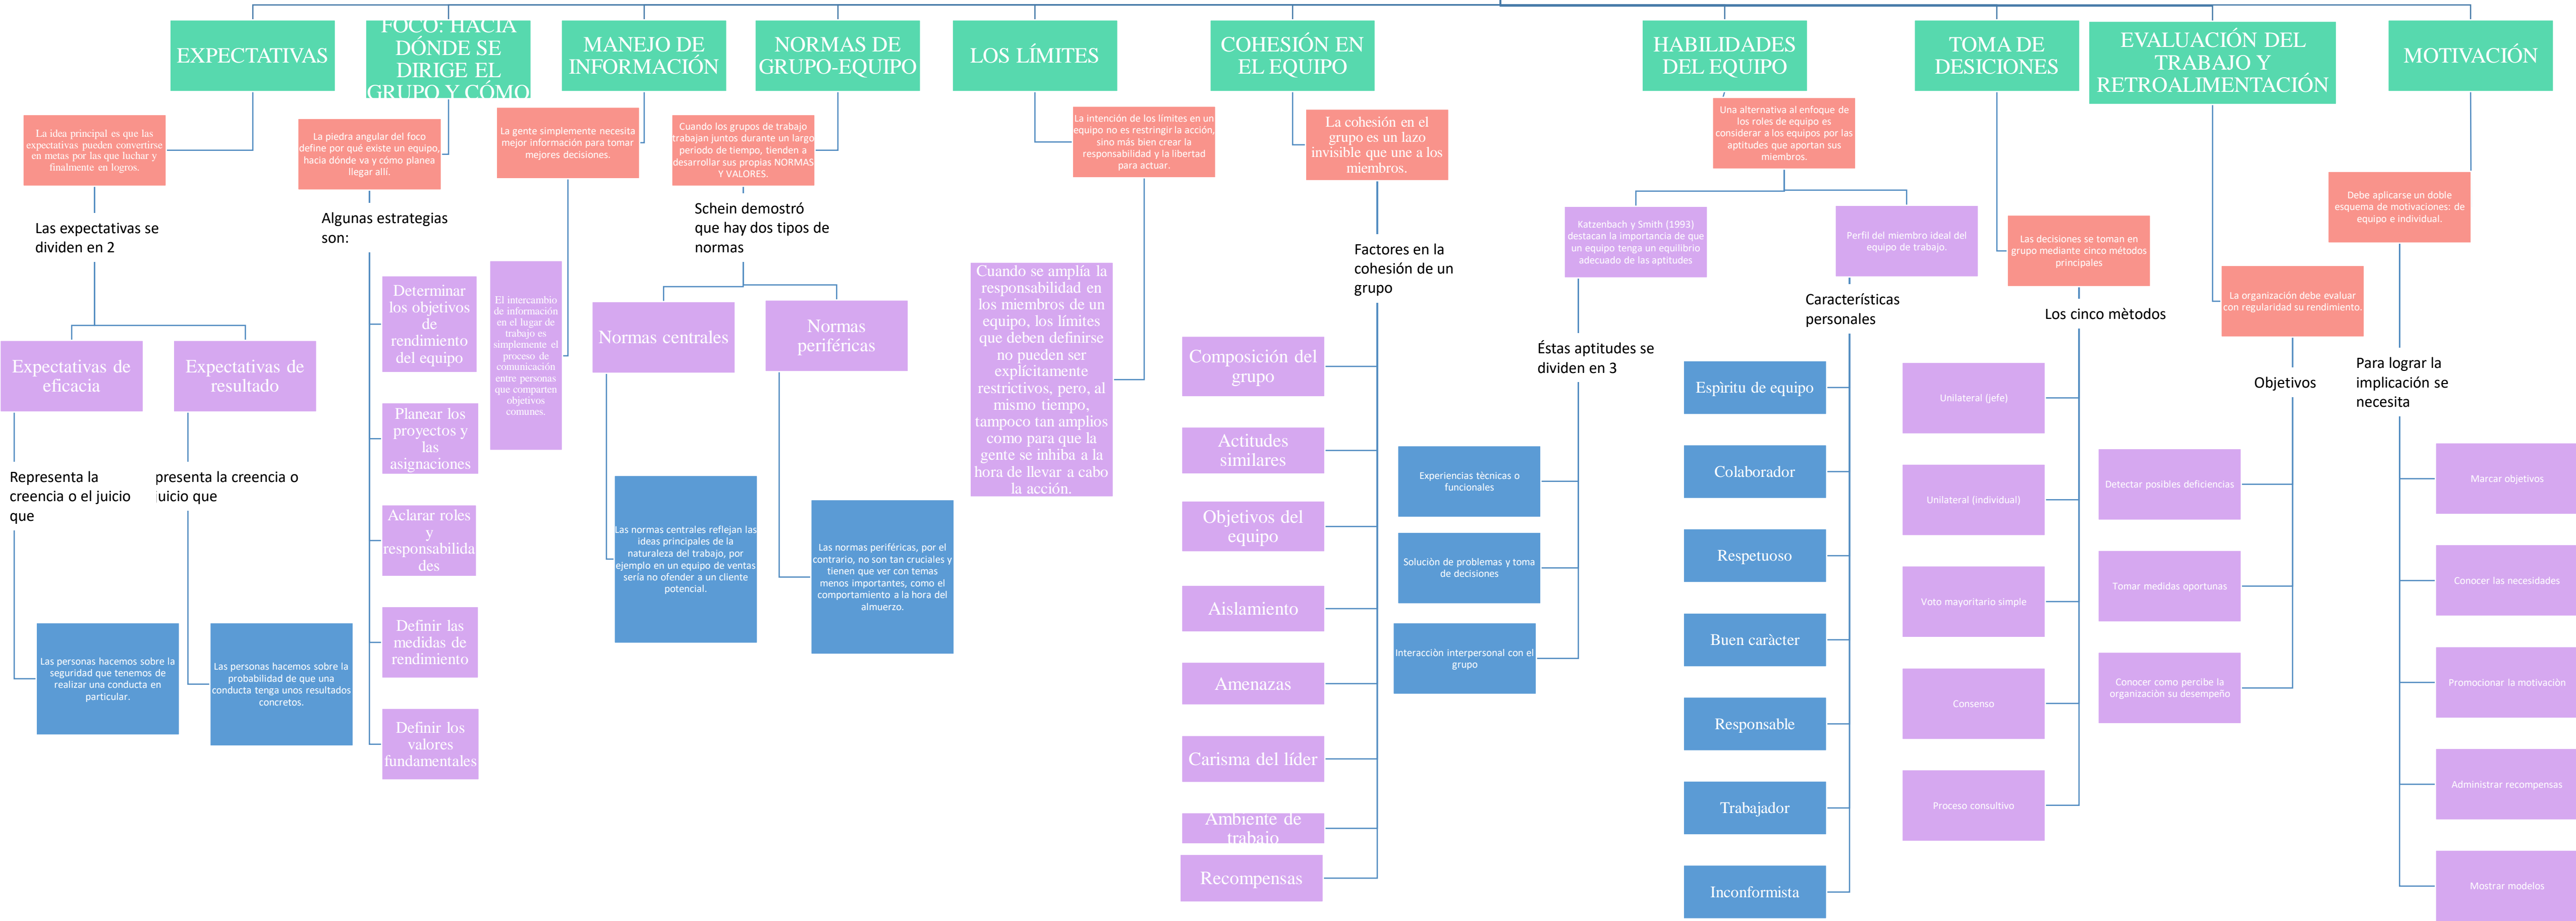 EXPECTATIVAS
La idea principal es que las
expectativas pueden convertirse
en metas por las que luchar y
finalmente en logros.
Las expectativas se
dividen en 2
Expectativas de
eficacia
Expectativas de
resultado
Representa la
creencia o el juicio
que
presenta la creencia o
juicio que
Las personas hacemos sobre la
seguridad que tenemos de
realizar una conducta en
particular.
Las personas hacemos sobre la
probabilidad de que una
conducta tenga unos resultados
concretos.
FOCO: HACIA
DÓNDE SE
DIRIGE EL
GRUPO Y CÓMO
La piedra angular del foco
define por qué existe un equipo,
hacia dónde va y cómo planea
llegar allí.
Algunas estrategias
son:
Determinar
los objetivos
de
rendimiento
del equipo
Planear los
proyectos y
las
asignaciones
Aclarar roles
y
responsabilida
des
Definir las
medidas de
rendimiento
Definir los
valores
fundamentales
MANEJO DE
INFORMACIÓN
La gente simplemente necesita
mejor información para tomar
mejores decisiones.
El intercambio
de información
en el lugar de
trabajo es
simplemente el
proceso de
comunicación
entre personas
que comparten
objetivos
comunes.
NORMAS DE
GRUPO-EQUIPO
Cuando los grupos de trabajo
trabajan juntos durante un largo
periodo de tiempo, tienden a
desarrollar sus propias NORMAS
Y VALORES.
Schein demostró
que hay dos tipos de
normas
Normas centrales
Normas
periféricas
Las normas centrales reflejan las
ideas principales de la
naturaleza del trabajo, por
ejemplo en un equipo de ventas
sería no ofender a un cliente
potencial.
Las normas periféricas, por el
contrario, no son tan cruciales y
tienen que ver con temas
menos importantes, como el
comportamiento a la hora del
almuerzo.
LOS LÍMITES
La intención de los límites en un
equipo no es restringir la acción,
sino más bien crear la
responsabilidad y la libertad
para actuar.
Cuando se amplía la
responsabilidad en
los miembros de un
equipo, los límites
que deben definirse
no pueden ser
explícitamente
restrictivos, pero, al
mismo tiempo,
tampoco tan amplios
como para que la
gente se inhiba a la
hora de llevar a cabo
la acción.
COHESIÓN EN
EL EQUIPO
La cohesión en el
grupo es un lazo
invisible que une a los
miembros.
Factores en la
cohesión de un
grupo
Composición del
grupo
Actitudes
similares
Objetivos del
equipo
Aislamiento
Amenazas
Carisma del líder
Ambiente de
trabajo
Recompensas
HABILIDADES
DEL EQUIPO
Una alternativa al enfoque de
los roles de equipo es
considerar a los equipos por las
aptitudes que aportan sus
miembros.
Katzenbach y Smith (1993)
destacan la importancia de que
un equipo tenga un equilibrio
adecuado de las aptitudes
Éstas aptitudes se
dividen en 3
Experiencias tècnicas o
funcionales
Soluciòn de problemas y toma
de decisiones
Interacciòn interpersonal con el
grupo
Perfil del miembro ideal del
equipo de trabajo.
Características
personales
Espìritu de equipo
Colaborador
Respetuoso
Buen caràcter
Responsable
Trabajador
Inconformista
TOMA DE
DESICIONES
Las decisiones se toman en
grupo mediante cinco métodos
principales
Los cinco mètodos
Unilateral (jefe)
Unilateral (individual)
Voto mayoritario simple
Consenso
Proceso consultivo
EVALUACIÓN DEL
TRABAJO Y
RETROALIMENTACIÓN
La organización debe evaluar
con regularidad su rendimiento.
Objetivos
Detectar posibles deficiencias
Tomar medidas oportunas
Conocer como percibe la
organizaciòn su desempeño
MOTIVACIÓN
Debe aplicarse un doble
esquema de motivaciones: de
equipo e individual.
Para lograr la
implicación se
necesita
Marcar objetivos
Conocer las necesidades
Promocionar la motivaciòn
Administrar recompensas
Mostrar modelos